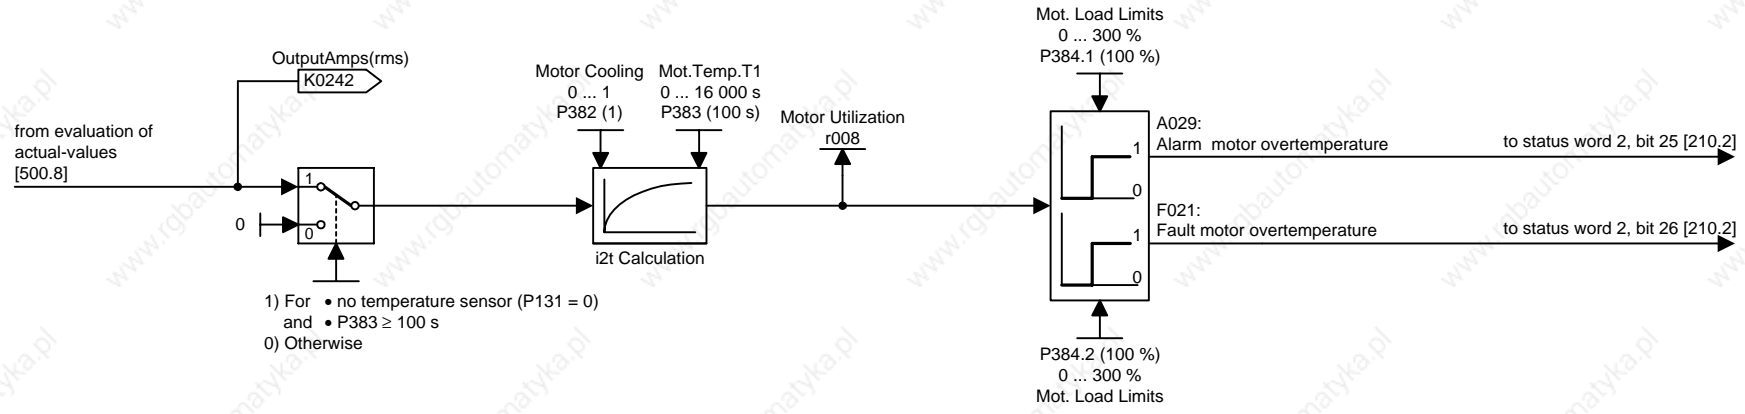 OutputAmps(rms)
K0242
from evaluation of
actual-values
[500.8]
1
0
0
1) For • no temperature sensor (P131 = 0)
and • P383 ≥ 100 s
0) Otherwise
Motor Cooling
0 ... 1
P382 (1)
Mot.Temp.T1
0 ... 16 000 s
P383 (100 s)
i2t Calculation
Motor Utilization
r008
Mot. Load Limits
0 ... 300 %
P384.1 (100 %)
A029:
1
Alarm motor overtemperature
to status word 2, bit 25 [210.2]
0
F021:
1
Fault motor overtemperature
to status word 2, bit 26 [210.2]
0
P384.2 (100 %)
0 ... 300 %
Mot. Load Limits
www.rgbautomatyka.pl